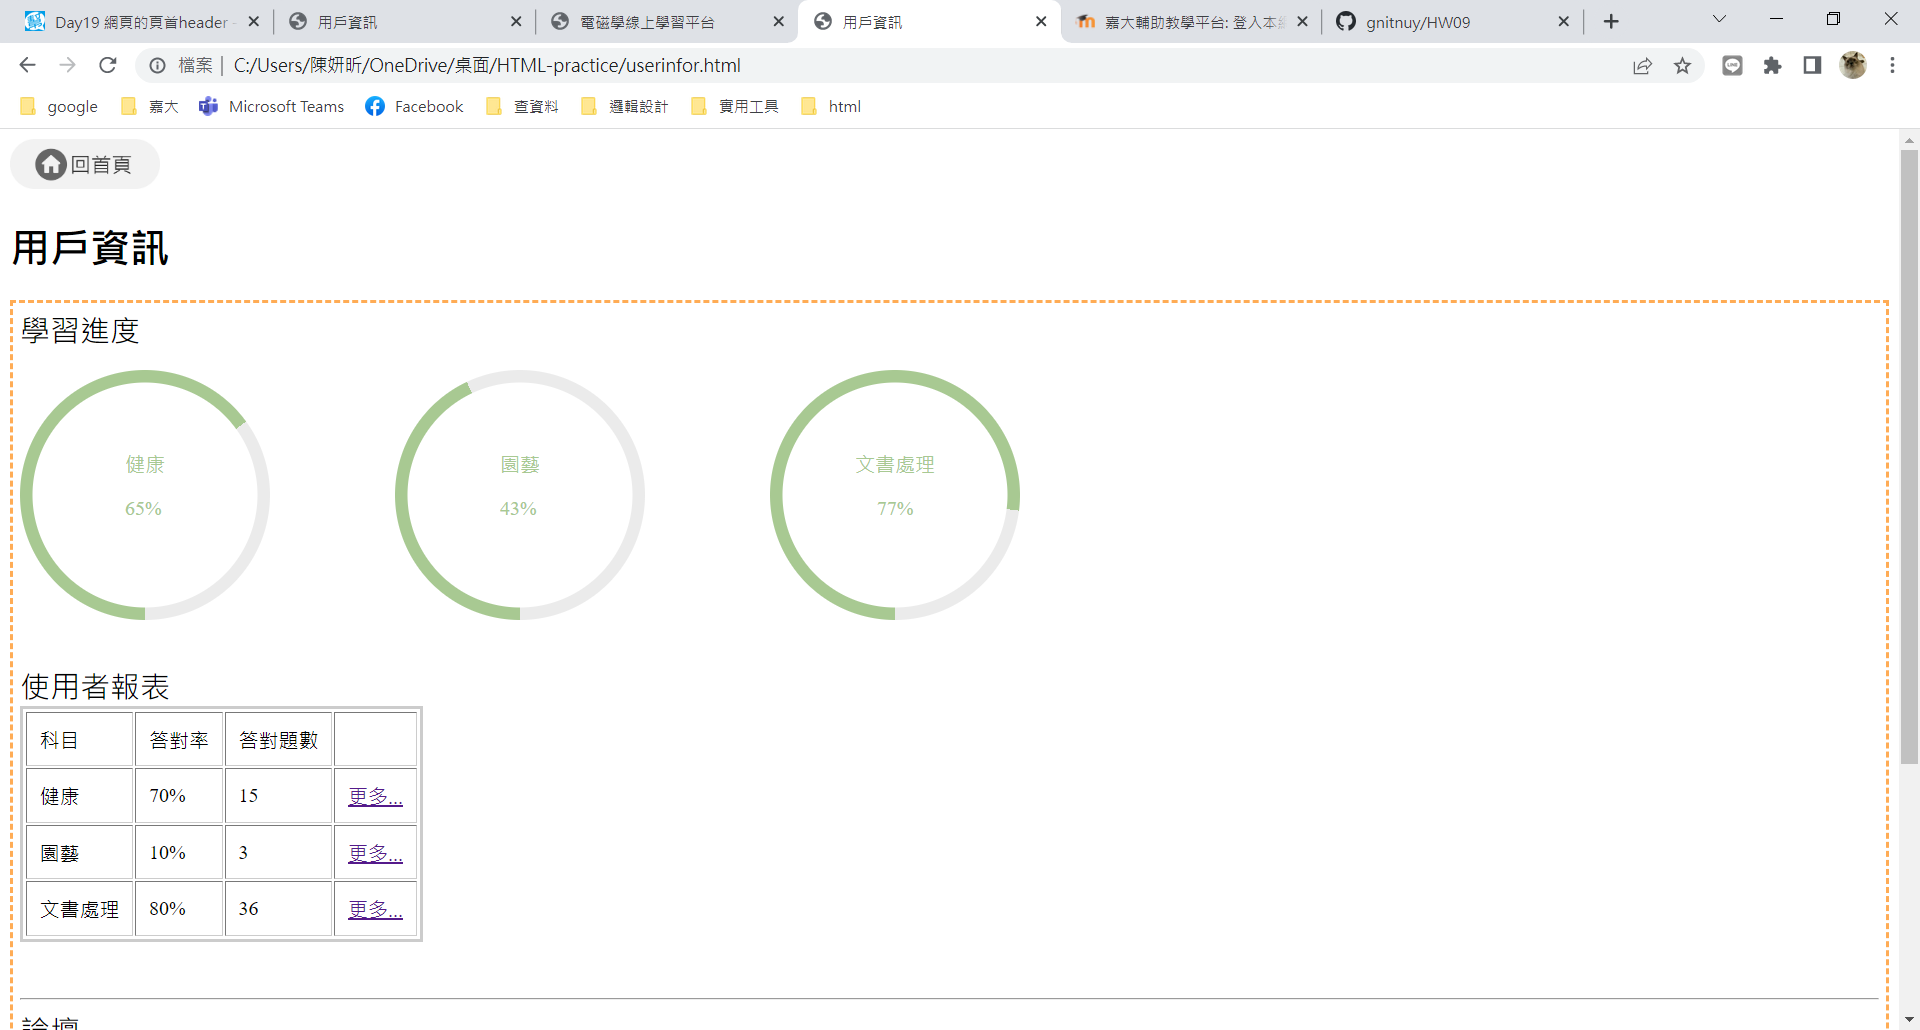 Day19 網頁的頁首header -
用戶資訊
電磁學線上學習平台
用戶資訊
嘉大輔助教學平台: 登入本
gnitnuy/HW09
檔案 | C:/Users/陳妍昕/OneDrive/桌面/HTML-practice/userinfor.html
google 嘉大 Microsoft Teams Facebook 查資料 邏輯設計 實用工具 html
回首頁
用戶資訊
學習進度
健康
65%
園藝
43%
文書處理
77%
使用者報表
科目 答對率 答對題數
健康 70% 15 更多...
園藝 10% 3 更多...
文書處理 80% 36 更多...
論壇